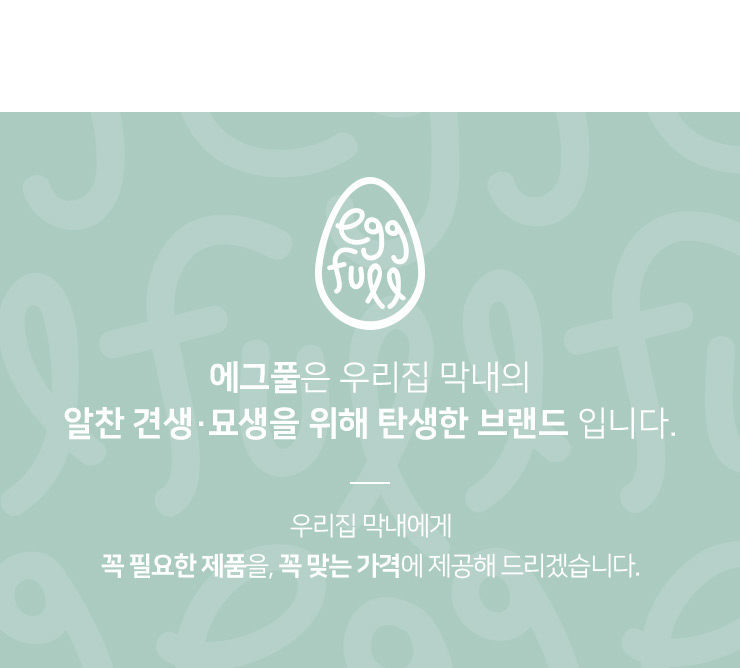 egg
full
에그풀은 우리집 막내의
알찬 견생·묘생을 위해 탄생한 브랜드 입니다.
우리집 막내에게
꼭 필요한 제품을, 꼭 맞는 가격에 제공해 드리겠습니다.